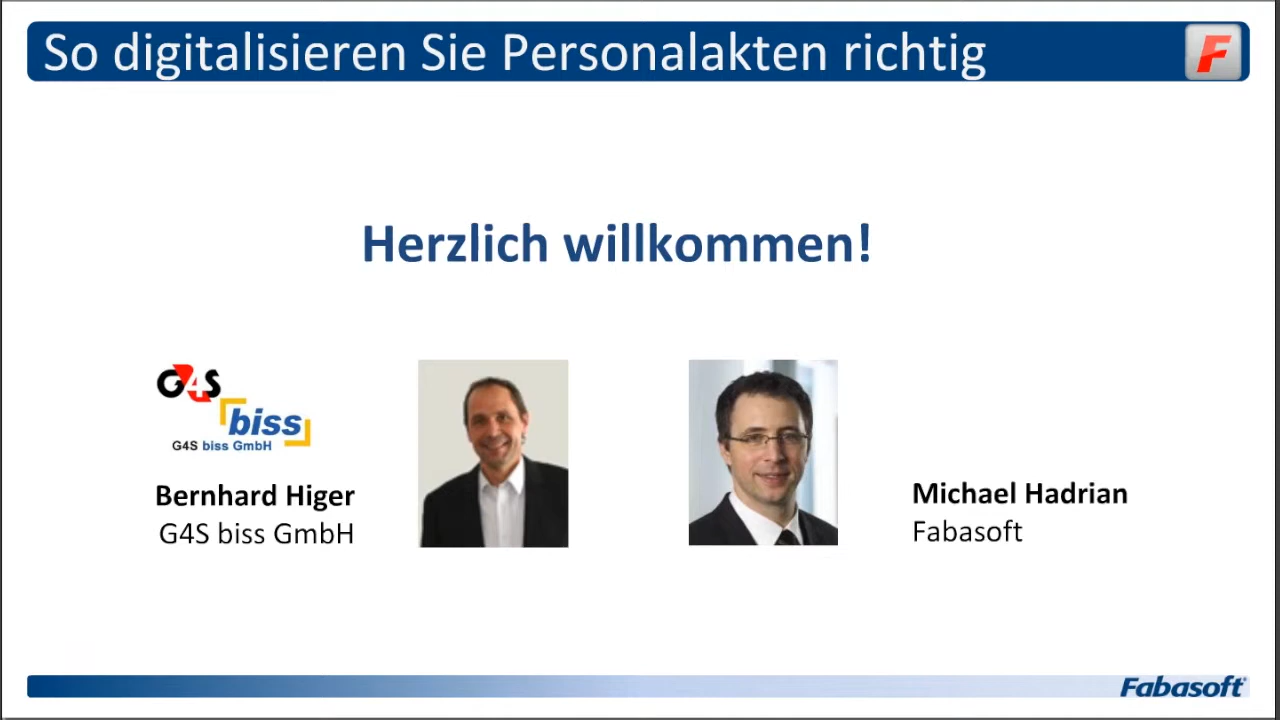 So digitalisieren Sie Personalakten richtig
F
Herzlich willkommen!
G4S
biss
G4S biss GmbH
Bernhard Higer
G4S biss GmbH
Michael Hadrian
Fabasoft
Fabasoft